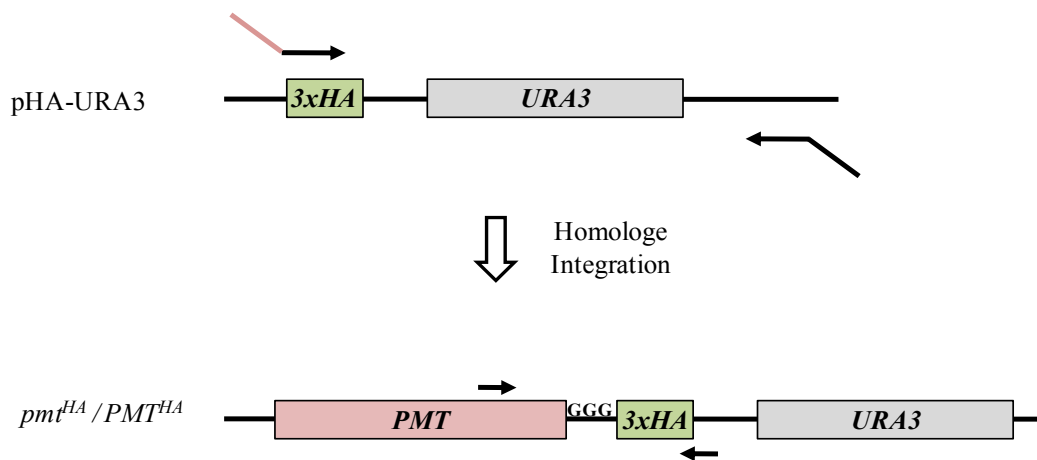 pHA-URA3
3xHA
URA3
Homologe
Integration
pmt^HA / PMT^HA
PMT
GGG
3xHA
URA3